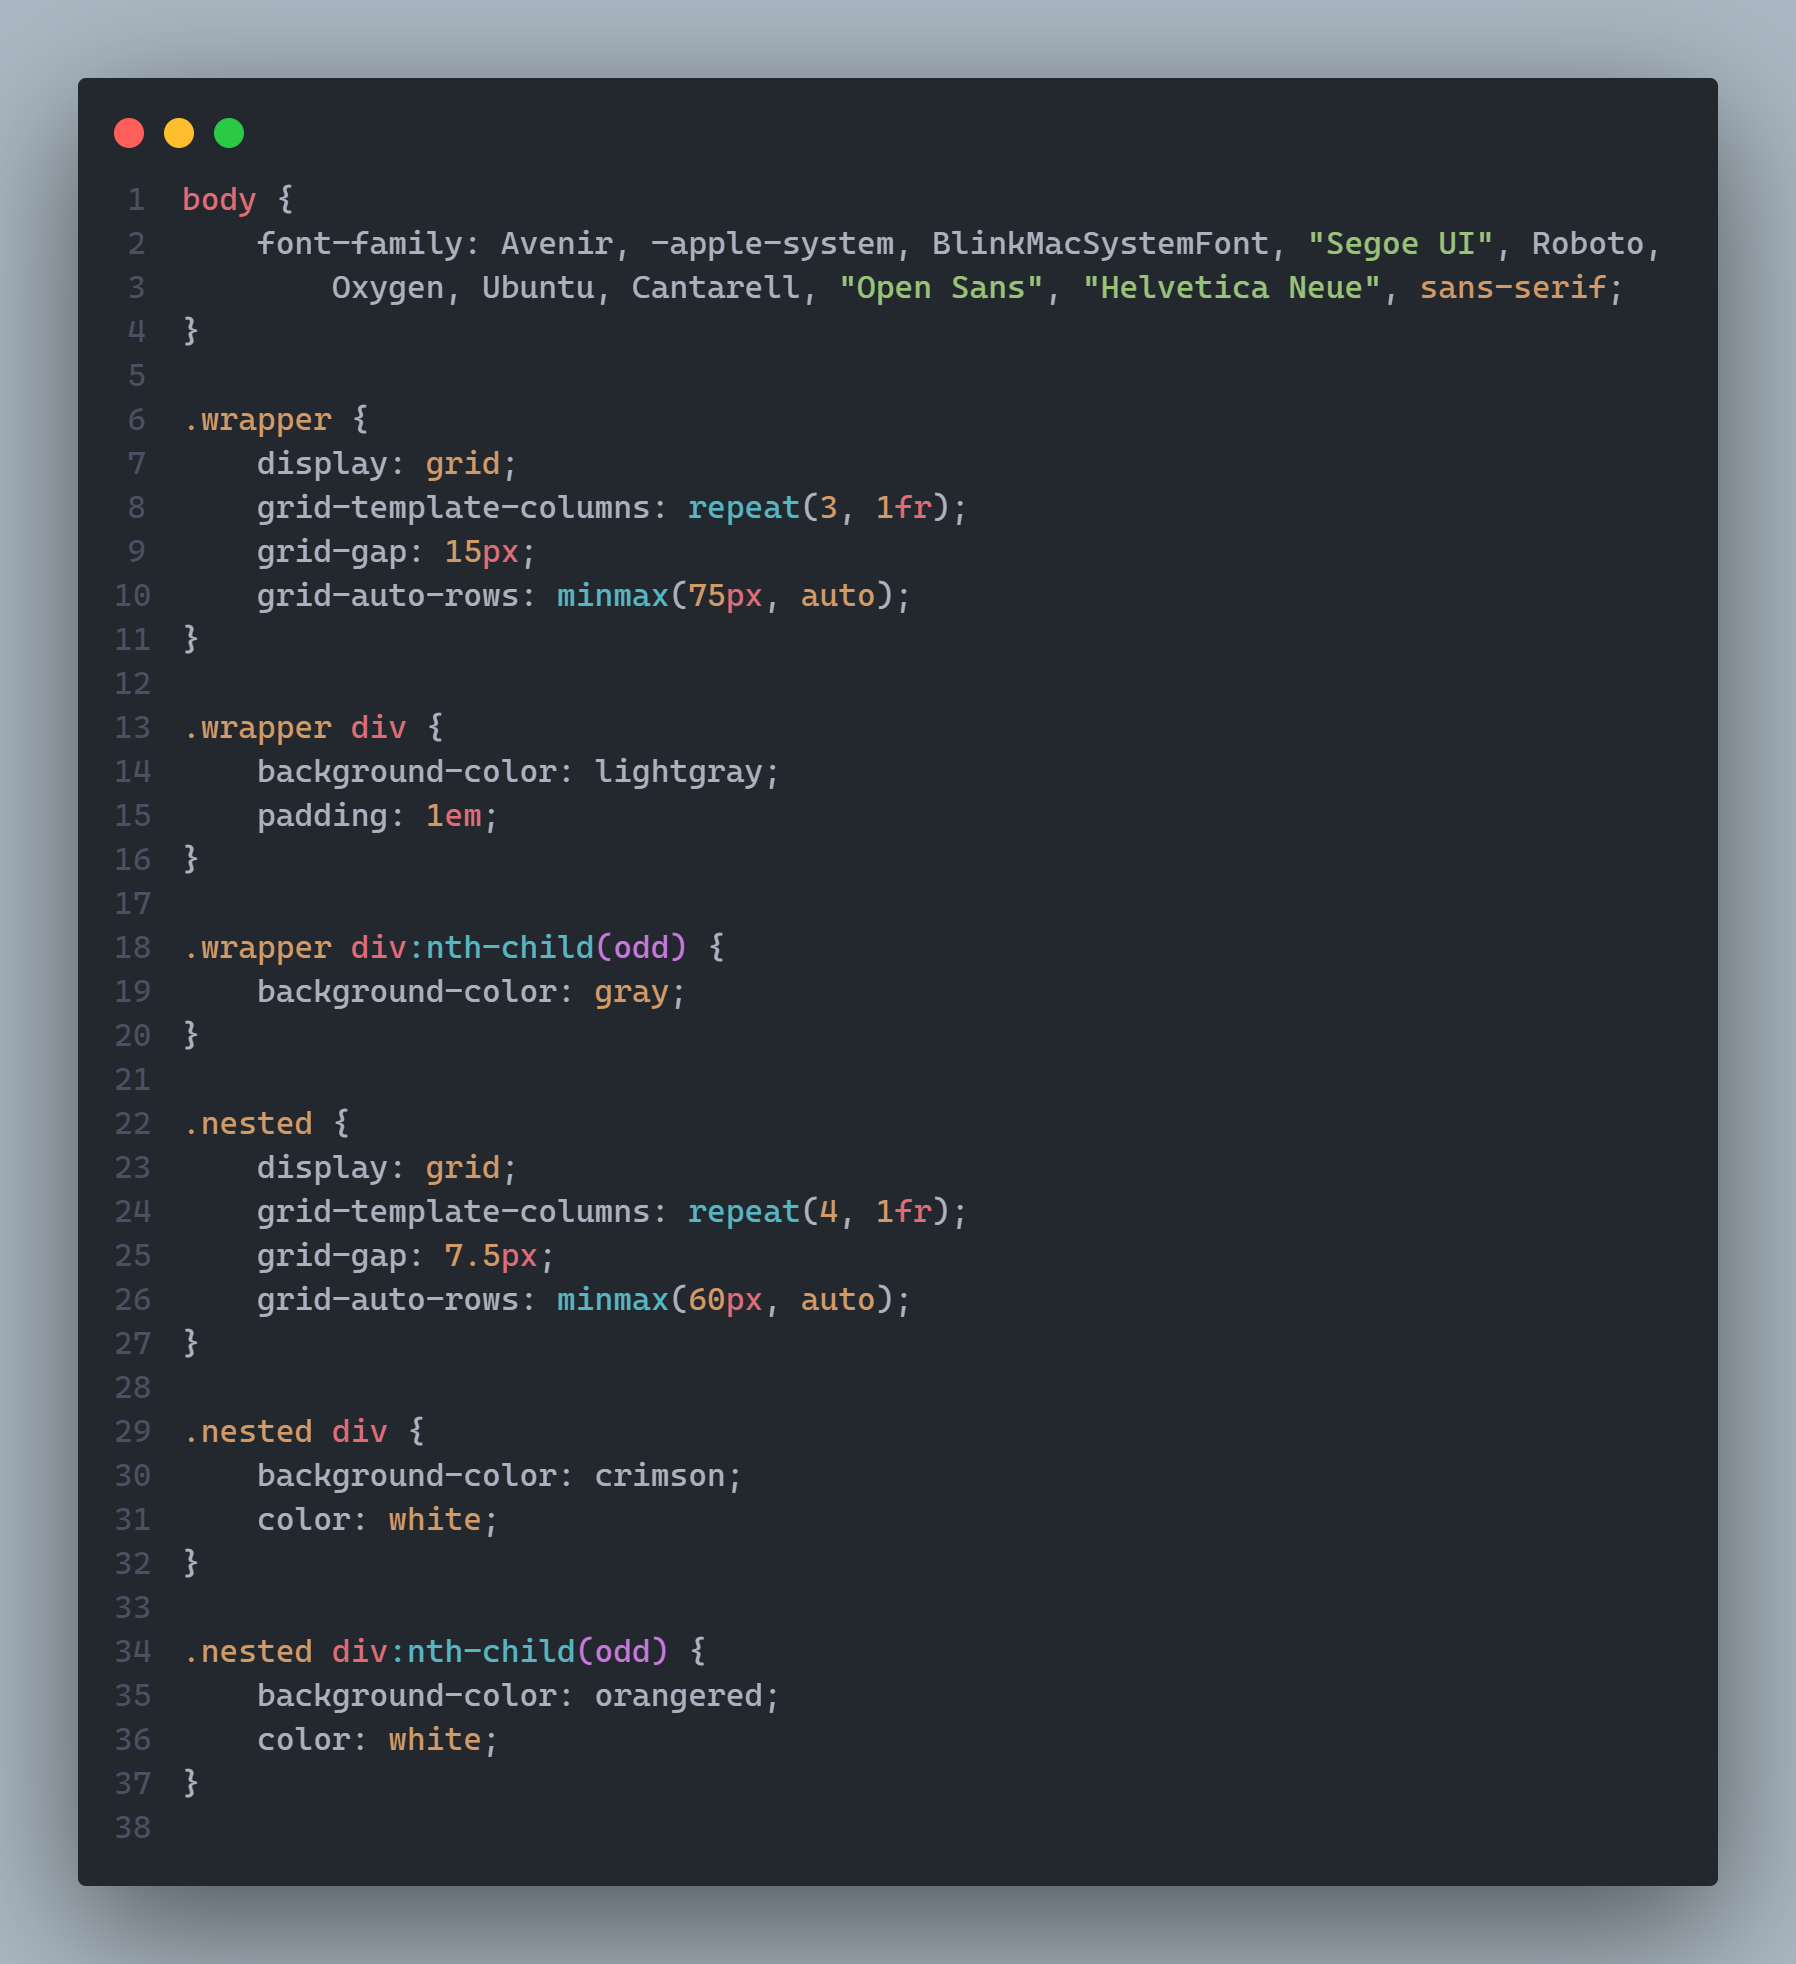 1 body {
2     font-family: Avenir, -apple-system, BlinkMacSystemFont, "Segoe UI", Roboto,
3         Oxygen, Ubuntu, Cantarell, "Open Sans", "Helvetica Neue", sans-serif;
4 }
5
6 .wrapper {
7     display: grid;
8     grid-template-columns: repeat(3, 1fr);
9     grid-gap: 15px;
10     grid-auto-rows: minmax(75px, auto);
11 }
12
13 .wrapper div {
14     background-color: lightgray;
15     padding: 1em;
16 }
17
18 .wrapper div:nth-child(odd) {
19     background-color: gray;
20 }
21
22 .nested {
23     display: grid;
24     grid-template-columns: repeat(4, 1fr);
25     grid-gap: 7.5px;
26     grid-auto-rows: minmax(60px, auto);
27 }
28
29 .nested div {
30     background-color: crimson;
31     color: white;
32 }
33
34 .nested div:nth-child(odd) {
35     background-color: orangered;
36     color: white;
37 }
38